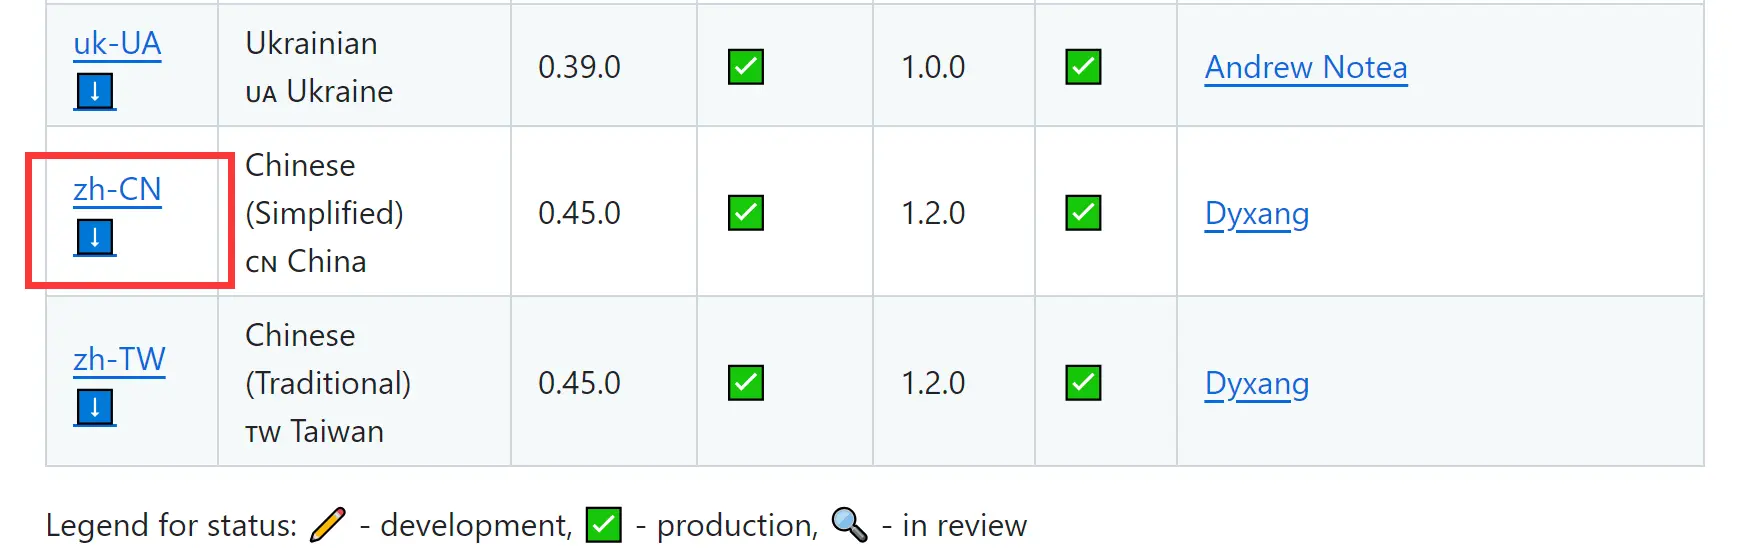 uk-UA
⬇️
Ukrainian
UA Ukraine
0.39.0
✅
1.0.0
✅
Andrew Notea
zh-CN
⬇️
Chinese
(Simplified)
CN China
0.45.0
✅
1.2.0
✅
Dyxang
zh-TW
⬇️
Chinese
(Traditional)
TW Taiwan
0.45.0
✅
1.2.0
✅
Dyxang
Legend for status: ✏️ - development, ✅ - production, 🔍 - in review